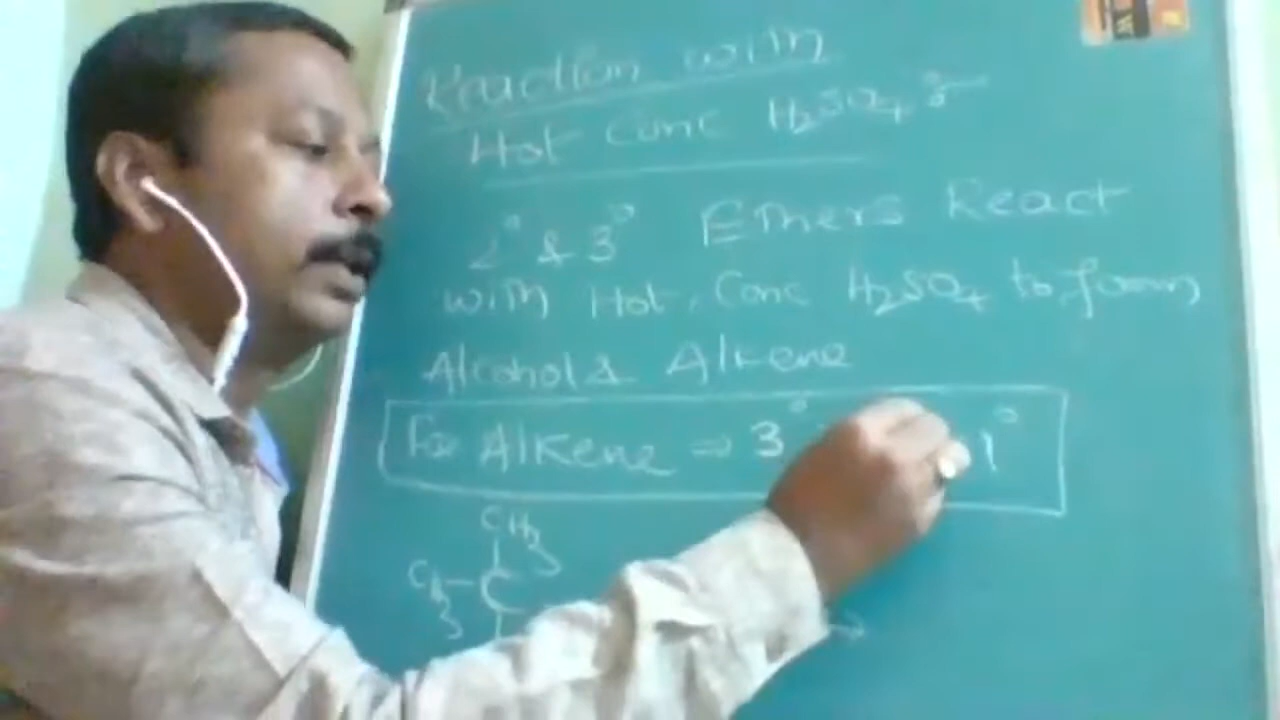 Reaction with
Hot Conc H₂SO₄ :-
2° & 3° Ethers React
with Hot, Conc H₂SO₄ to form
Alcohol & Alkene
For Alkene ⇒ 3° 1°
CH₃
CH₃ - C